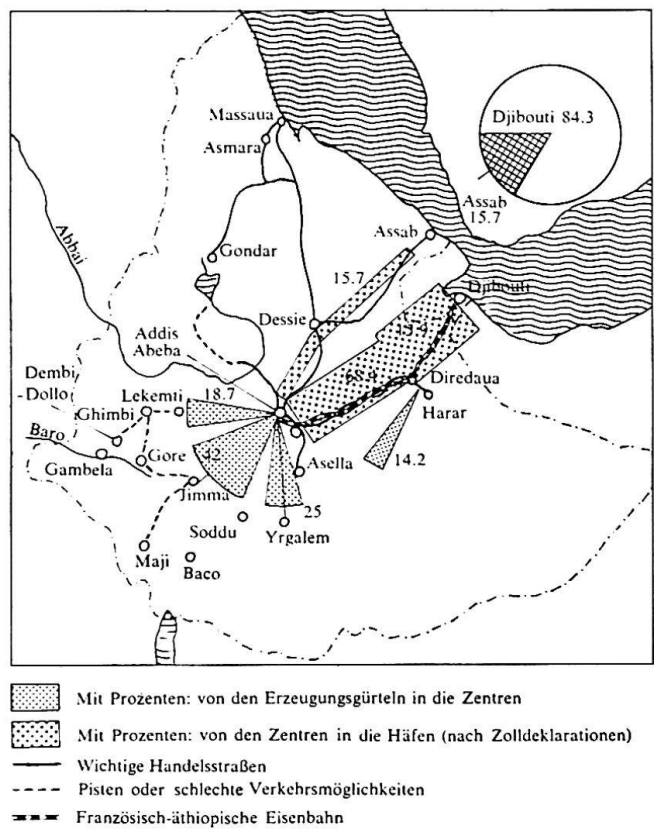 Massaua
Asmara
Djibouti 84.3
Assab
15.7
Abbai
Gondar
Assab
15.7
Djibouti
Dessie
Addis
Abeba
Dembi
-Dollo
Lekemti
18.7
Diredaua
Ghimbi
Harar
Baro
Gambela
Gore
42
Asella
14.2
Jimma
25
Soddu
Yrgalem
Maji
Baco
Mit Prozenten: von den Erzeugungsgürteln in die Zentren
Mit Prozenten: von den Zentren in die Häfen (nach Zolldeklarationen)
Wichtige Handelsstraßen
Pisten oder schlechte Verkehrsmöglichkeiten
Französisch-äthiopische Eisenbahn